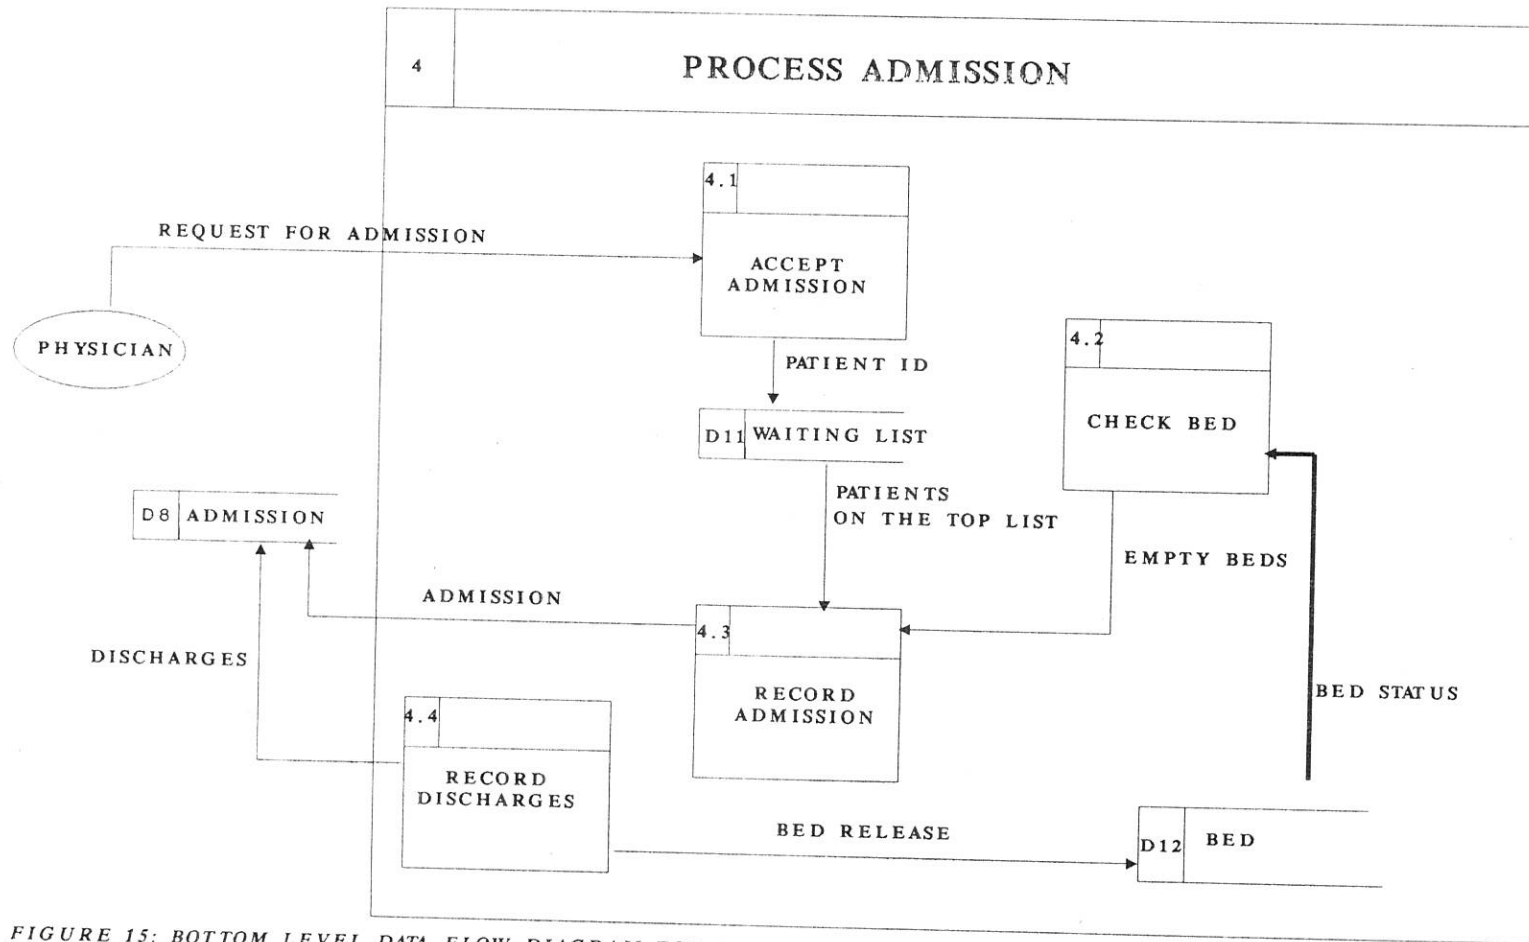 4
PROCESS ADMISSION
4.1
REQUEST FOR ADMISSION
ACCEPT
ADMISSION
PHYSICIAN
4.2
PATIENT ID
CHECK BED
D11 WAITING LIST
PATIENTS
ON THE TOP LIST
D8 ADMISSION
EMPTY BEDS
ADMISSION
4.3
DISCHARGES
RECORD
ADMISSION
BED STATUS
4.4
RECORD
DISCHARGES
BED RELEASE
D12 BED
FIGURE 15: BOTTOM LEVEL DATA FLOW DIAGRAM